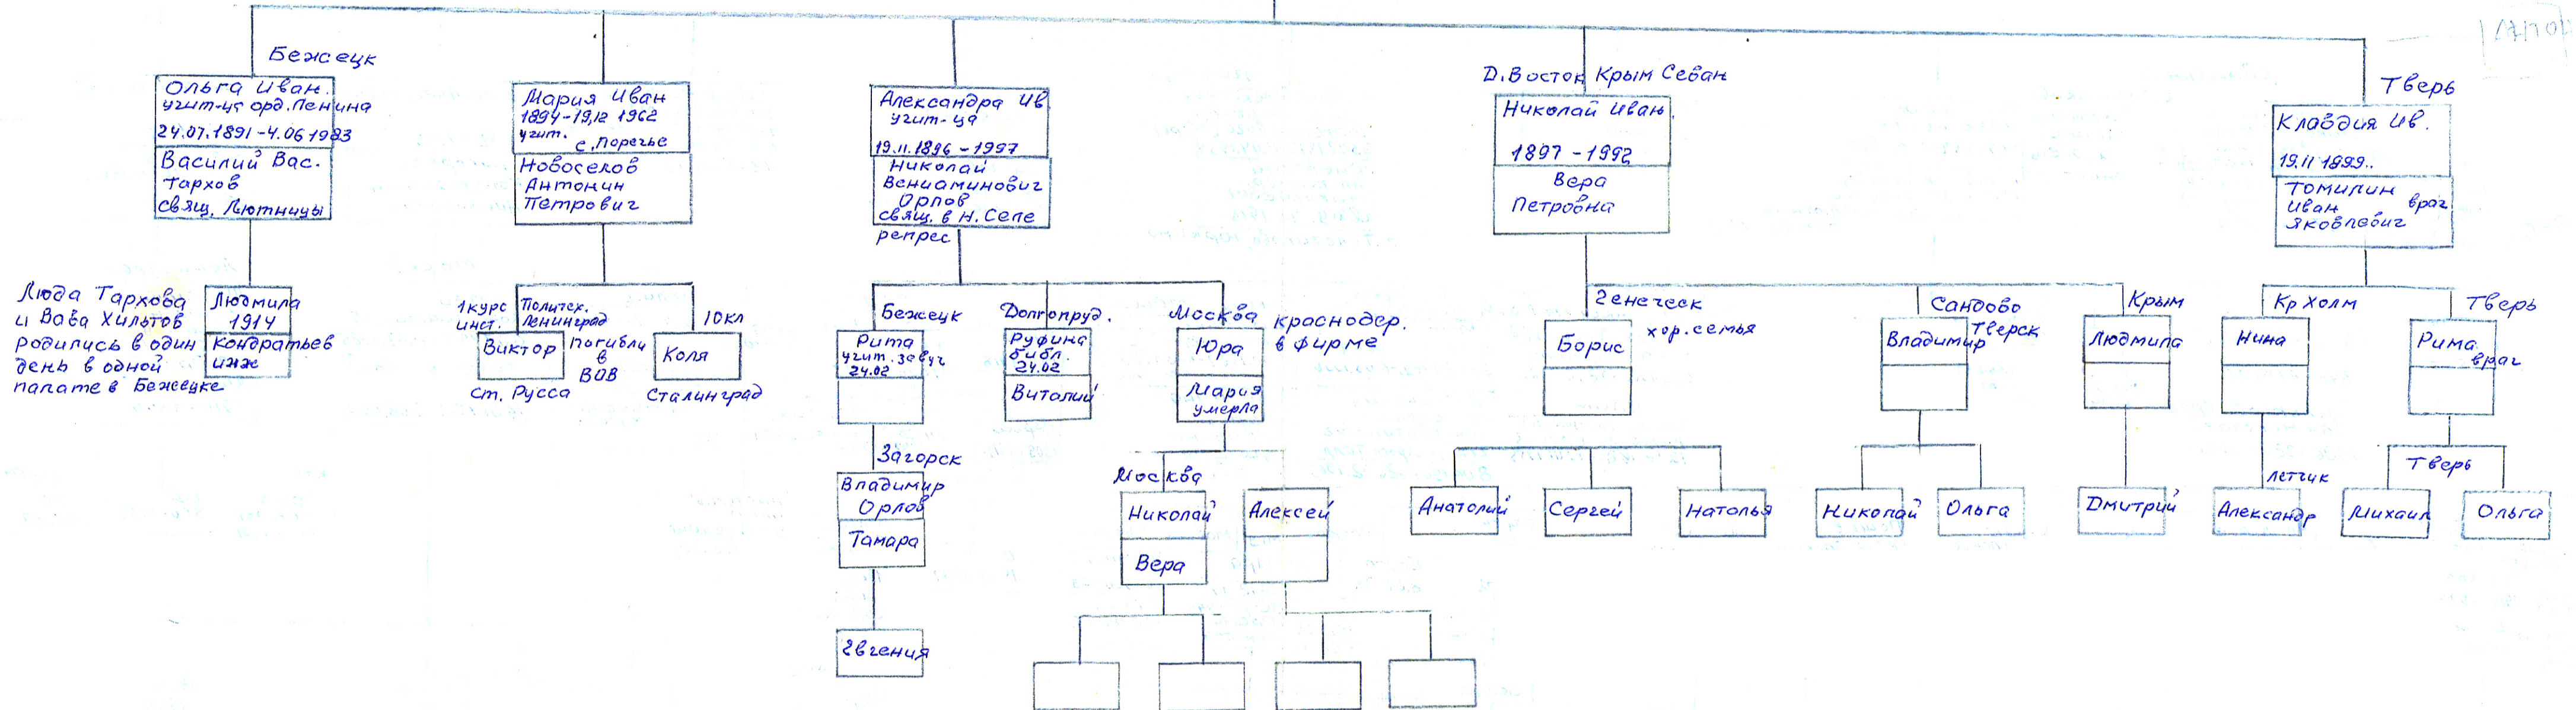 Бежецк
Ольга Иван.
учит-ца орд. Ленина
24.07.1891-4.06 1983
Василий Вас.
Тархов
свящ. Лютницы
Люда Тархова
и Вава Хильтов
родились в один
день в одной
палате в Бежецке
Людмила
1914
Кондратьев
инж
Мария Иван
1894-19,12 1962
учит.
с. Поречье
Новоселов
Антонин
Петрович
1 курс Политех.
инст. Ленинград
Виктор
Погибли
в
ВОВ
ст. Русса
10кл
Коля
Сталинград
Александра Ив
учит-ца
19.11.1896-1997
Николай
Вениаминович
Орлов
свящ. в Н. Селе
репрес
Бежецк
Рита
учит. завуч
24.02
Загорск
Владимир
Орлов
Тамара
Евгения
Долгопруд.
Руфина
библ.
24.02
Виталий
Москва
краснодер.
в фирме
Юра
Мария
умерла
Москва
Николай
Вера
Алексей
Д. Восток Крым Севан
Николай Иван.
1897-1992
Вера
Петровна
Генеческ
хор. семья
Борис
Анатолий
Сергей
Наталья
Сандово
Тверск
Владимир
Николай
Ольга
Крым
Людмила
Дмитрий
Тверь
Клавдия Ив.
19.11 1899..
Томилин
Иван врач
Яковлевич
Кр Холм
Нина
летчик
Александр
Тверь
Рима
врач
Тверь
Михаил
Ольга